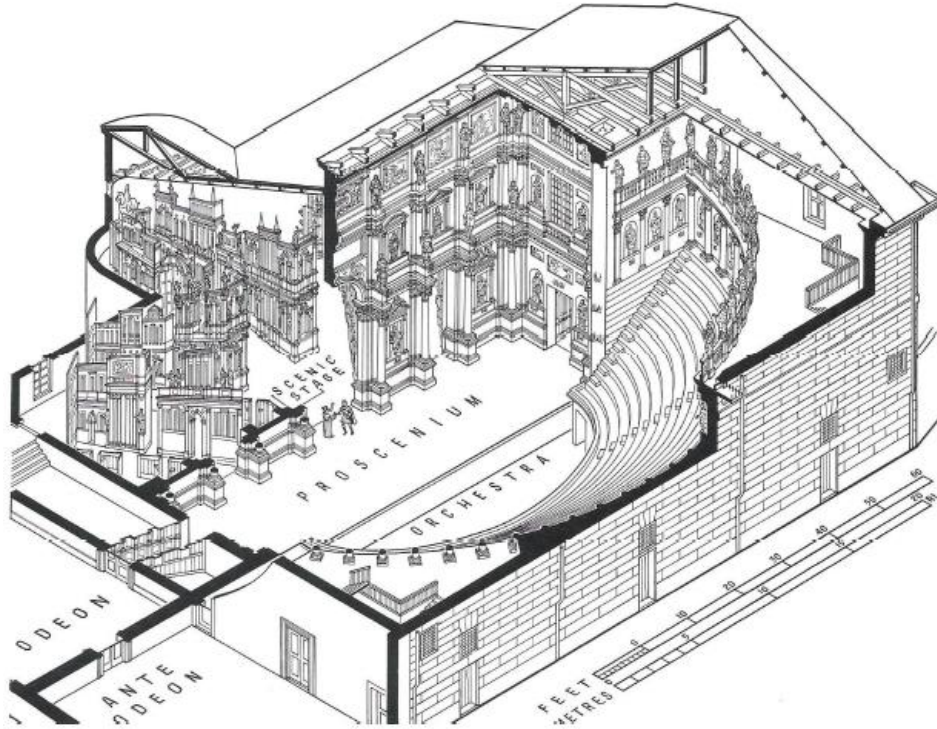 SCENIC
STAGE
PROSCENIUM
ORCHESTRA
ODEON
ANTE
ODEON
0 10 20 30 40 50 60
0 5 10 20
FEET
METRES